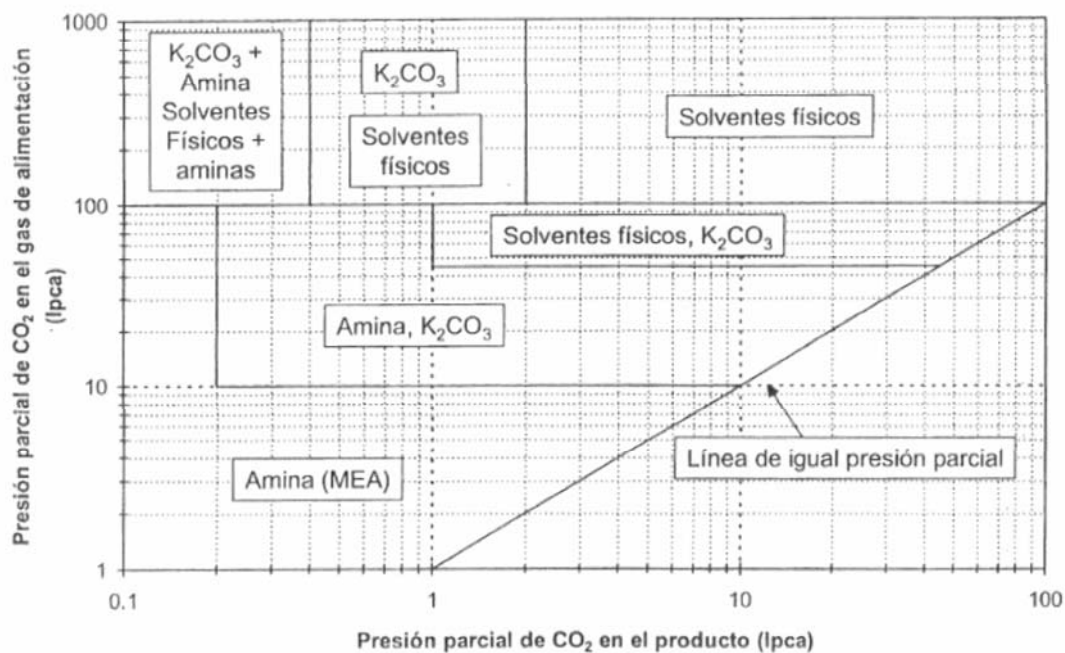 Presión parcial de CO₂ en el gas de alimentación
(lpca)
1000
100
10
1
K₂CO₃ +
Amina
Solventes
Físicos +
aminas
K₂CO₃
Solventes
físicos
Solventes físicos
Solventes físicos, K₂CO₃
Amina, K₂CO₃
Amina (MEA)
Línea de igual presión parcial
0.1
1
10
100
Presión parcial de CO₂ en el producto (lpca)